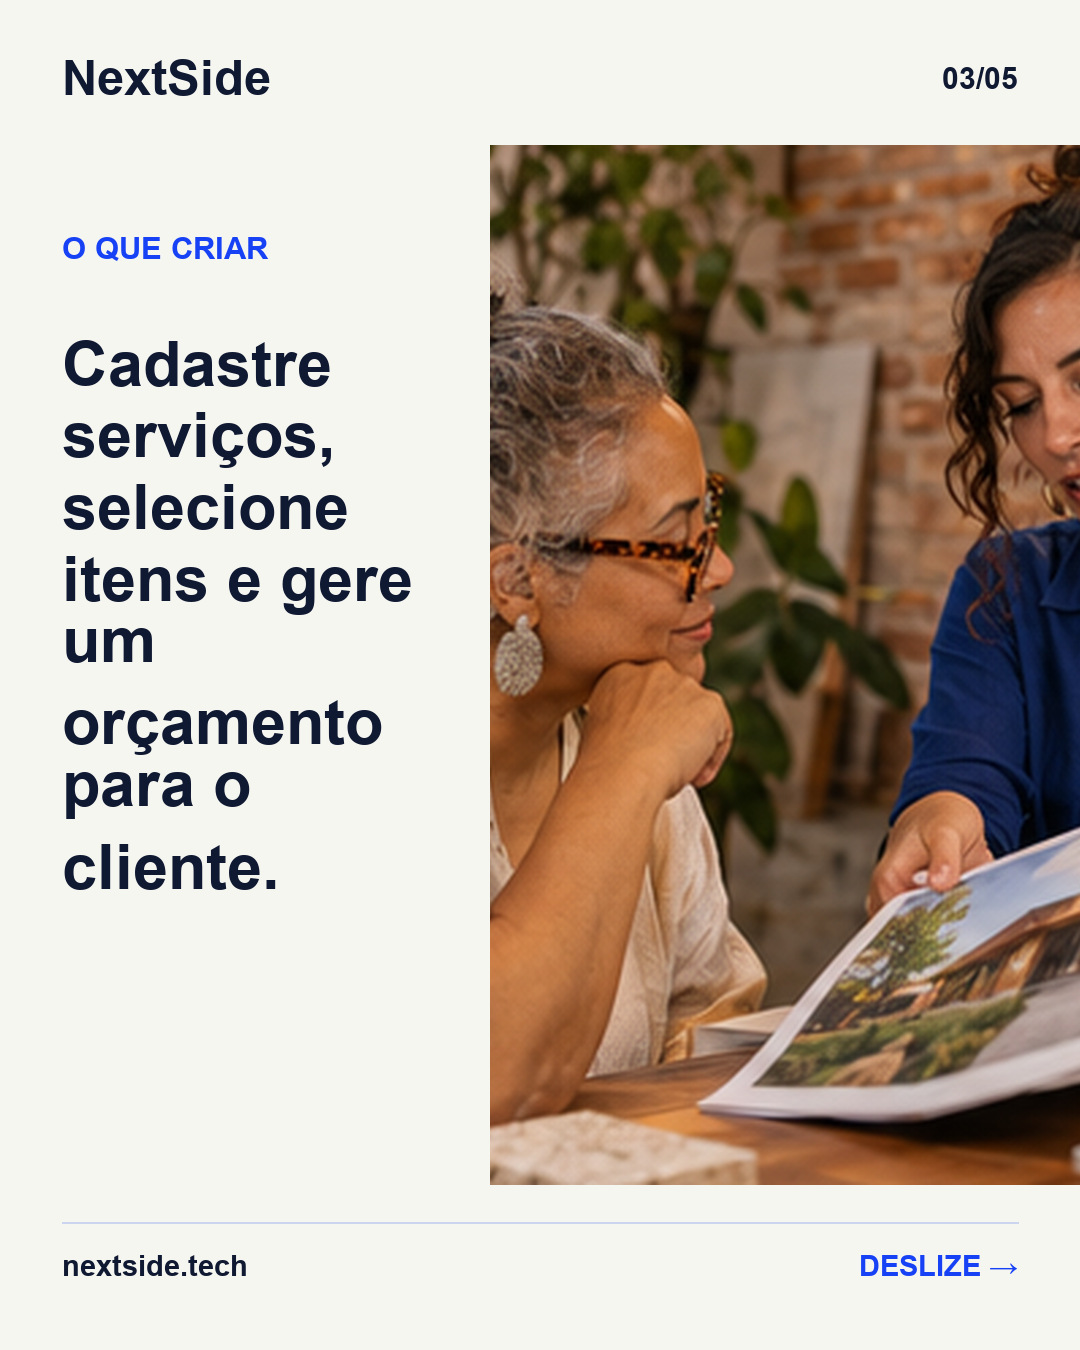 NextSide
03/05
O QUE CRIAR
Cadastre
serviços,
selecione
itens e gere
um
orçamento
para o
cliente.
nextside.tech
DESLIZE →